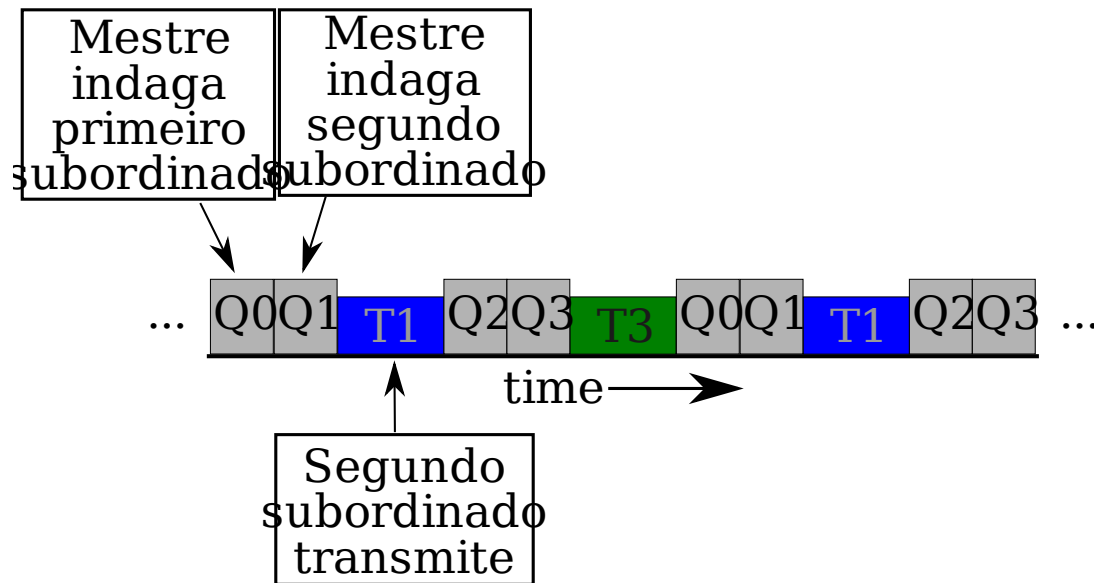 Mestre
indaga
primeiro
subordinado
Mestre
indaga
segundo
subordinado
... Q0 Q1 T1 Q2 Q3 T3 Q0 Q1 T1 Q2 Q3 ...
time
Segundo
subordinado
transmite